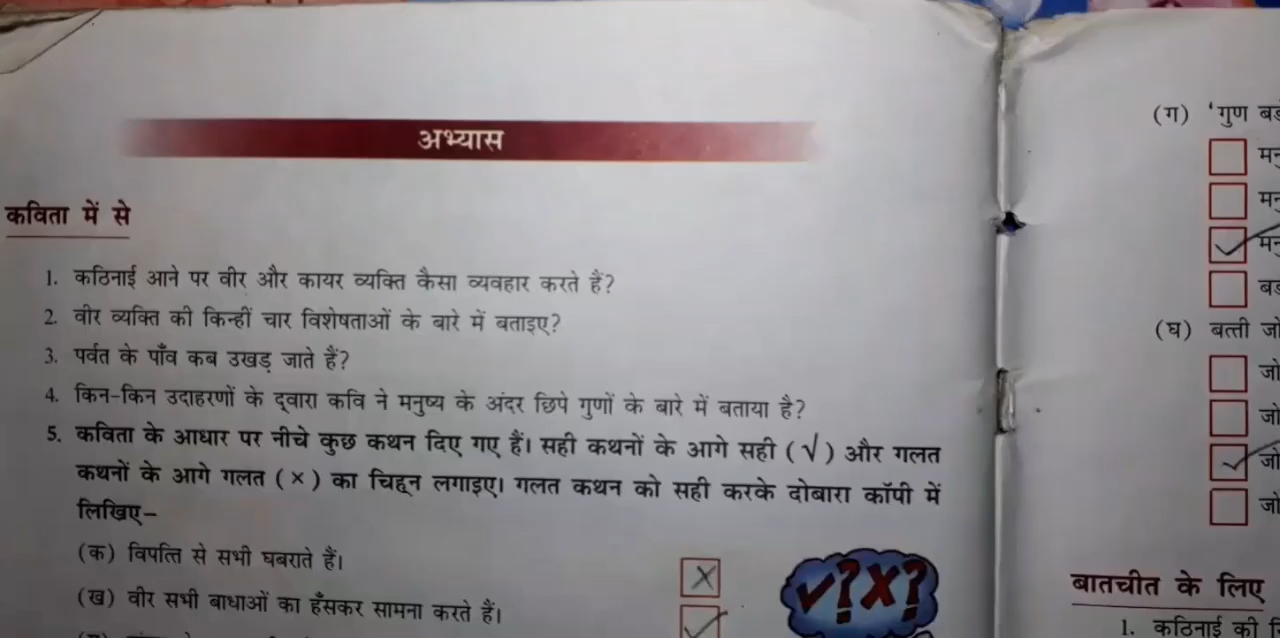 अभ्यास
कविता में से
1. कठिनाई आने पर वीर और कायर व्यक्ति कैसा व्यवहार करते हैं?
2. वीर व्यक्ति की किन्हीं चार विशेषताओं के बारे में बताइए?
3. पर्वत के पाँव कब उखड़ जाते हैं?
4. किन-किन उदाहरणों के द्वारा कवि ने मनुष्य के अंदर छिपे गुणों के बारे में बताया है?
5. कविता के आधार पर नीचे कुछ कथन दिए गए हैं। सही कथनों के आगे सही (√) और गलत
कथनों के आगे गलत (×) का चिह्न लगाइए। गलत कथन को सही करके दोबारा कॉपी में
लिखिए–
(क) विपत्ति से सभी घबराते हैं। ×
(ख) वीर सभी बाधाओं का हँसकर सामना करते हैं। ✓
✓?×?
(ग) 'गुण
✓
(घ) बत्ती जो
जो
जो
✓ जो
जो
बातचीत के लिए
1. कठिनाई की